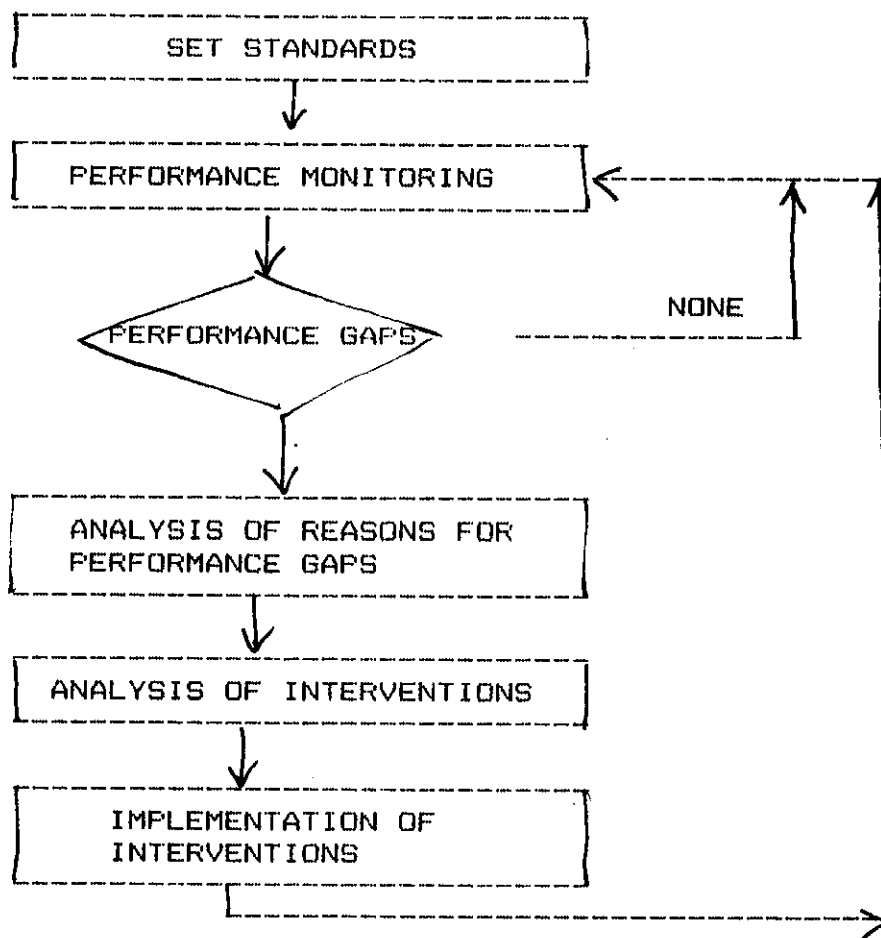 SET STANDARDS
PERFORMANCE MONITORING
NONE
PERFORMANCE GAPS
ANALYSIS OF REASONS FOR
PERFORMANCE GAPS
ANALYSIS OF INTERVENTIONS
IMPLEMENTATION OF
INTERVENTIONS